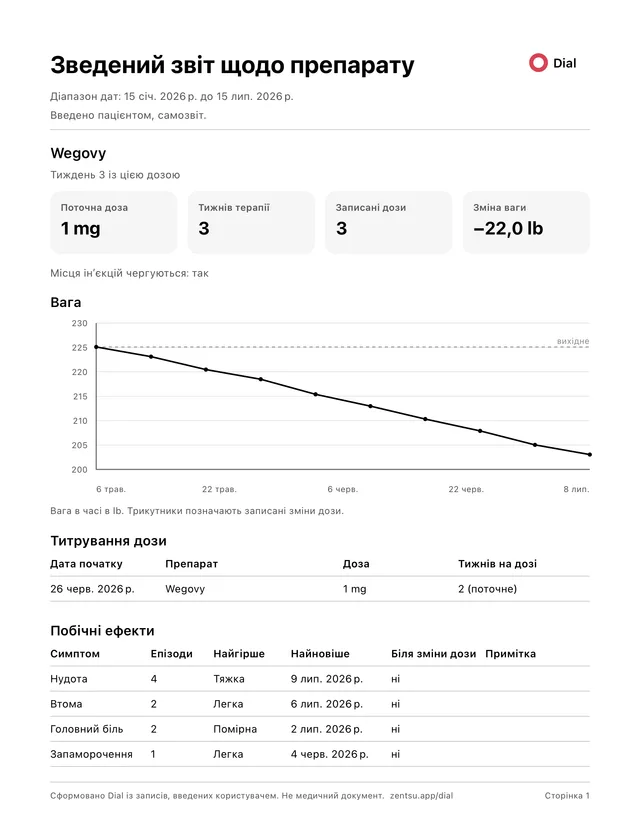 Зведений звіт щодо препарату
Dial
Діапазон дат: 15 січ. 2026 р. до 15 лип. 2026 р.
Введено пацієнтом, самозвіт.
Wegovy
Тиждень 3 із цією дозою
Поточна доза Тижнів терапії Записані дози Зміна ваги
1 mg 3 3 −22,0 lb
Місця ін’єкцій чергуються: так
Вага
230
вихідне
225
220
215
210
205
200
6 трав. 22 трав. 6 черв. 22 черв. 8 лип.
Вага в часі в lb. Трикутники позначають записані зміни дози.
Титрування дози
Дата початку Препарат Доза Тижнів на дозі
26 черв. 2026 р. Wegovy 1 mg 2 (поточне)
Побічні ефекти
Симптом Епізоди Найгірше Найновіше Біля зміни дози Примітка
Нудота 4 Тяжка 9 лип. 2026 р. ні
Втома 2 Легка 6 лип. 2026 р. ні
Головний біль 2 Помірна 2 лип. 2026 р. ні
Запаморочення 1 Легка 4 черв. 2026 р. ні
Сформовано Dial із записів, введених користувачем. Не медичний документ. zentsu.app/dial Сторінка 1